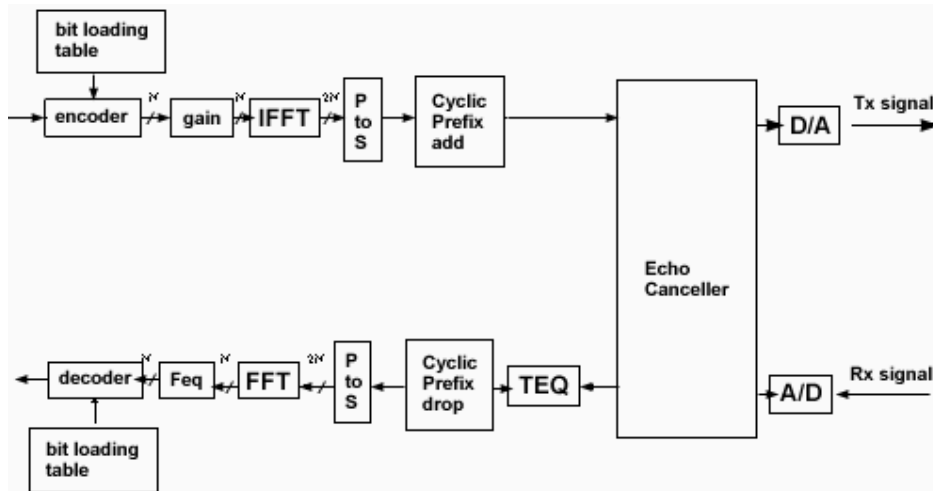 bit loading
table
encoder
N
gain
N
IFFT
2N
P
to
S
Cyclic
Prefix
add
Echo
Canceller
D/A
Tx signal
decoder
N
Feq
N
FFT
2N
P
to
S
Cyclic
Prefix
drop
TEQ
A/D
Rx signal
bit loading
table